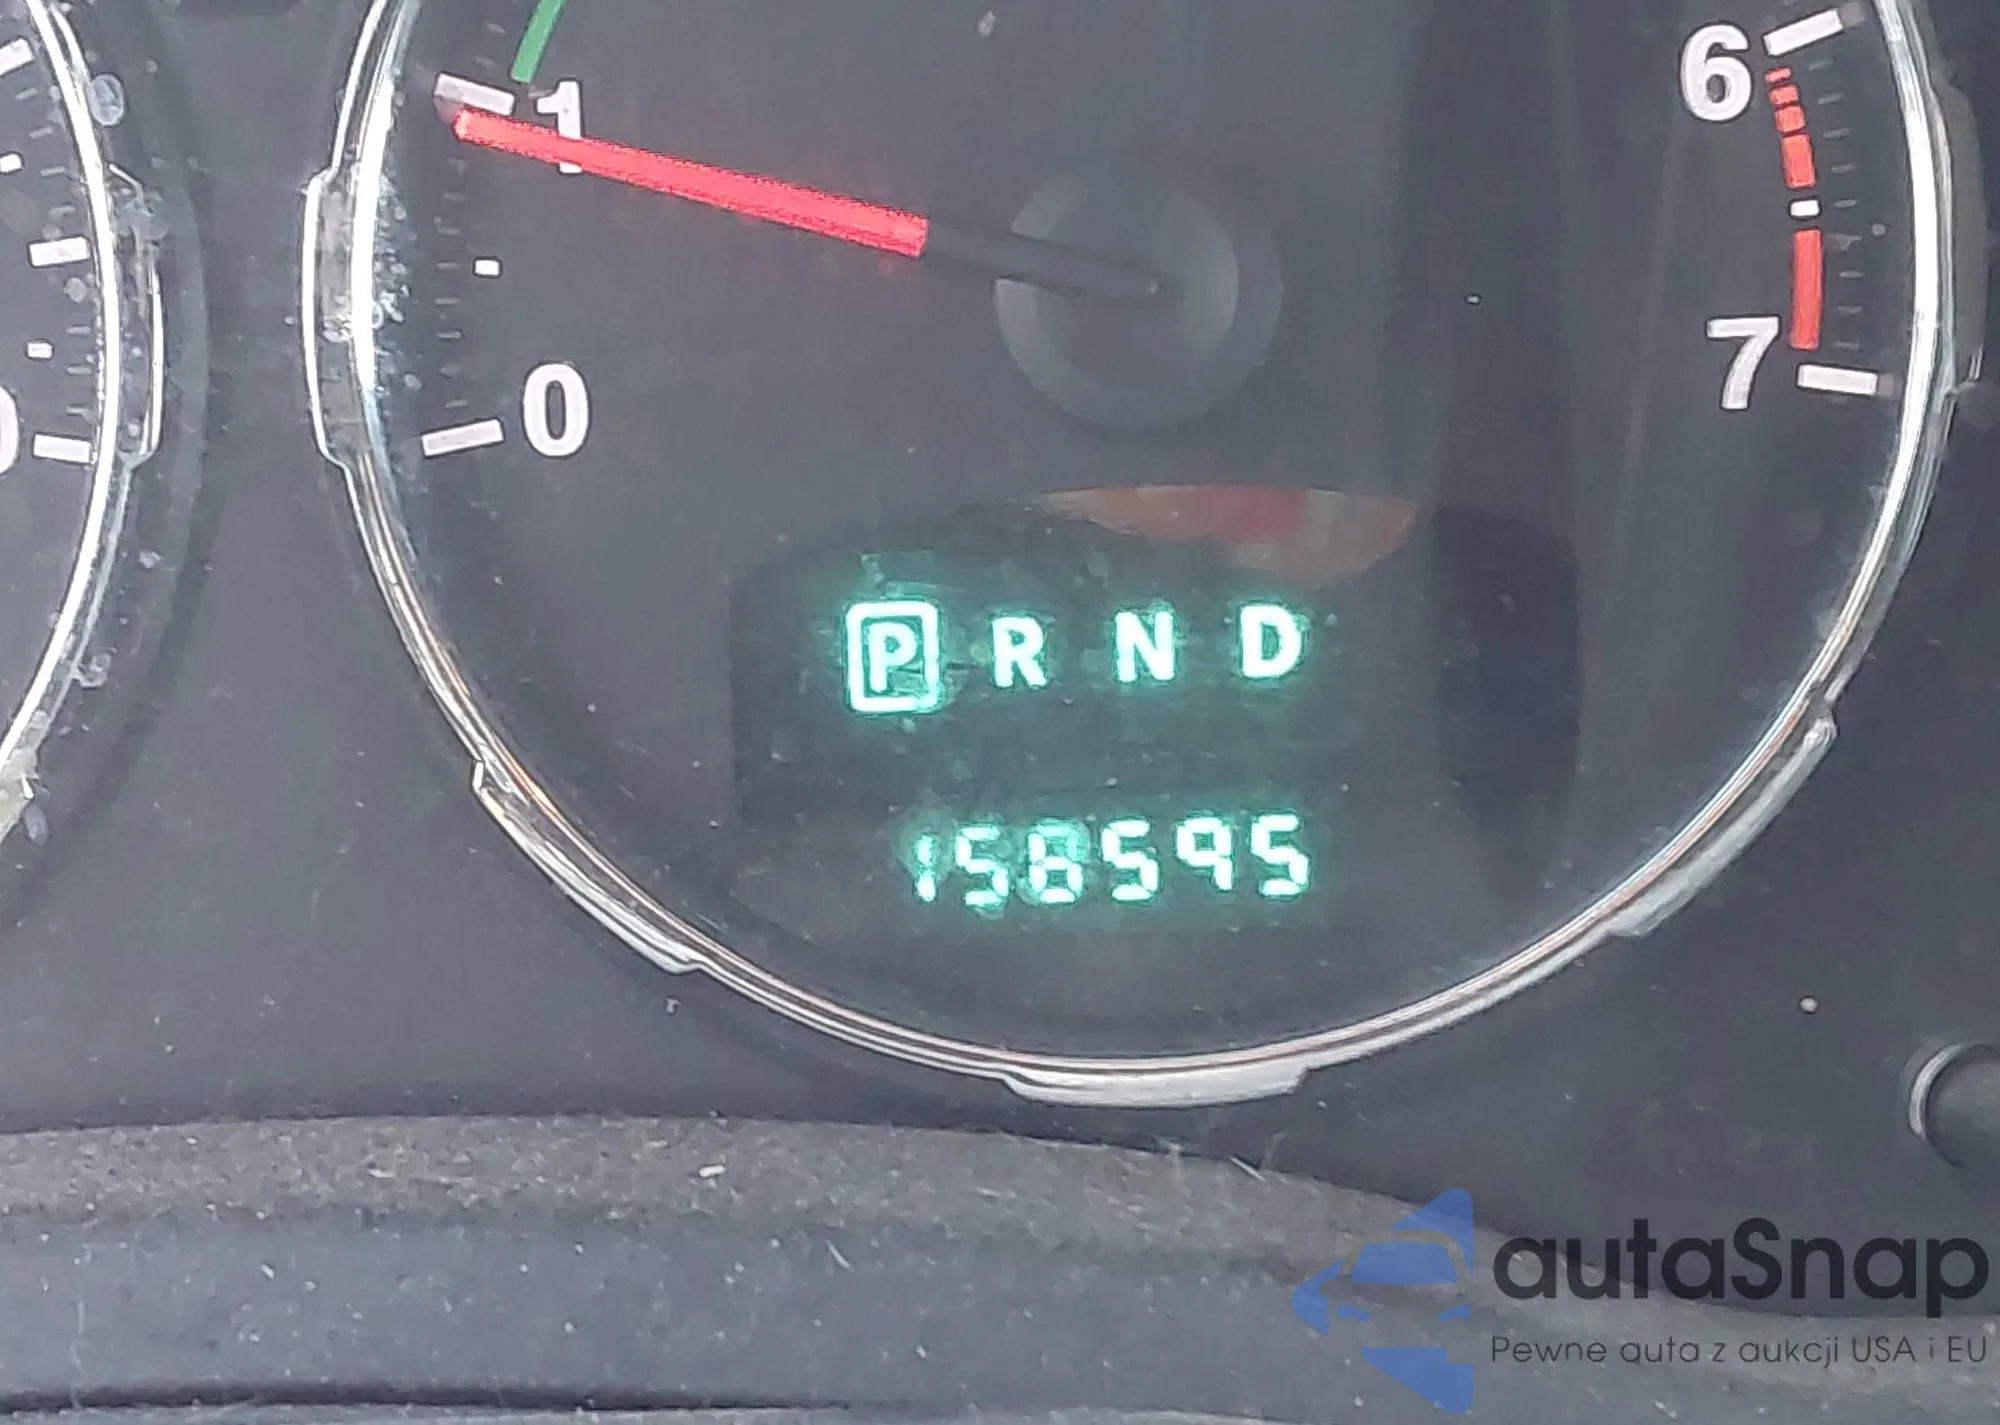 6
1
7
0
P R N D
158595
autaSnap
Pewne auta z aukcji USA i EU